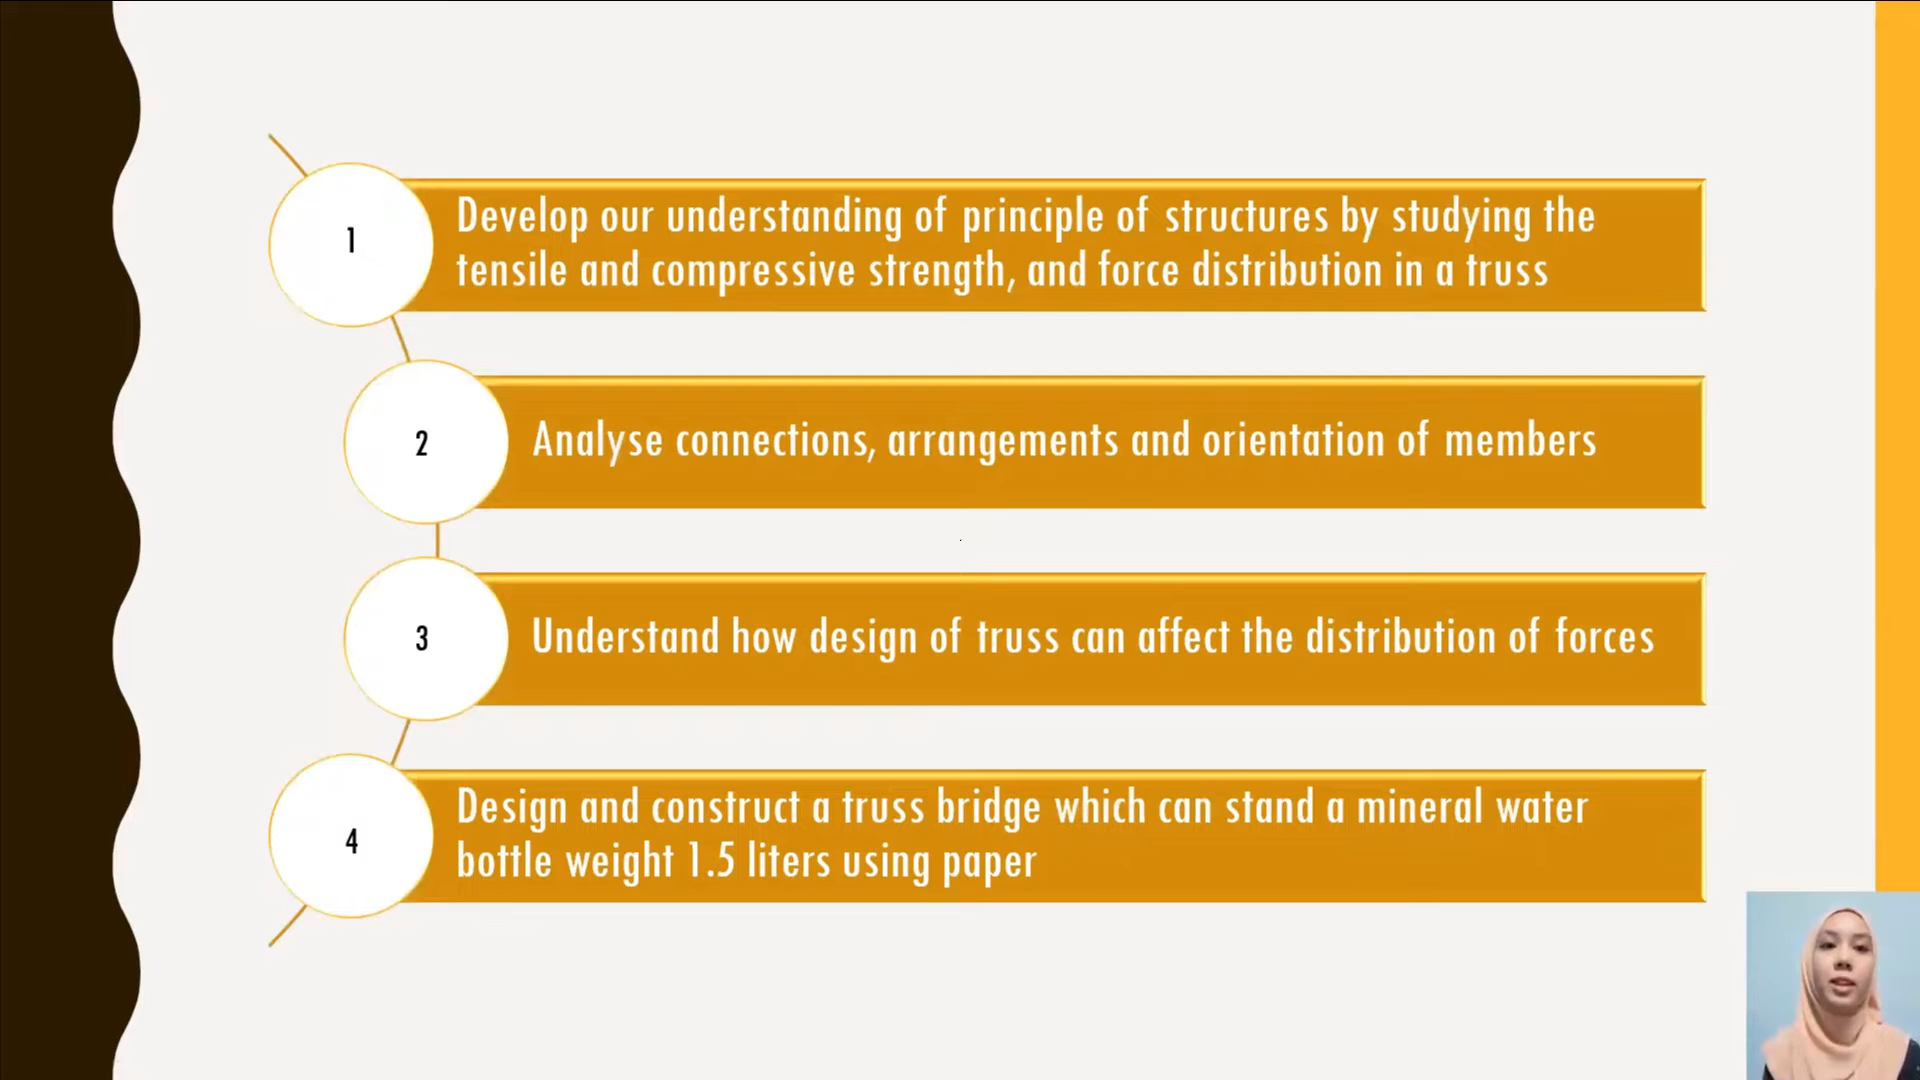 1
Develop our understanding of principle of structures by studying the
tensile and compressive strength, and force distribution in a truss
2
Analyse connections, arrangements and orientation of members
3
Understand how design of truss can affect the distribution of forces
4
Design and construct a truss bridge which can stand a mineral water
bottle weight 1.5 liters using paper